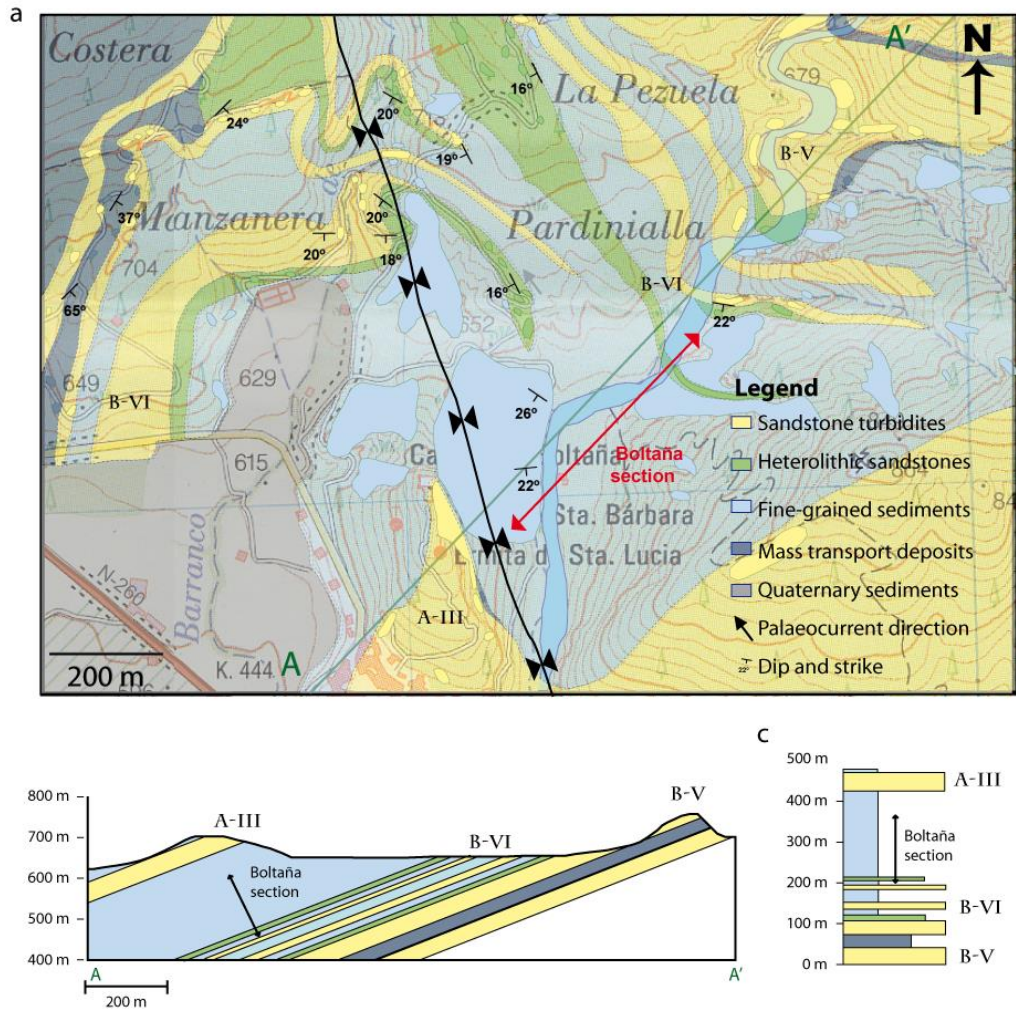 a
Costera
A'
N
679
16°
La Pezuela
20°
24°
19°
B-V
37°
Manzanera
20°
Pardinialla
20°
18°
704
B-VI
16°
65°
22°
652
629
649
Legend
B-VI
26°
Sandstone turbidites
615
Boltaña
section
Heterolithic sandstones
22°
Fine-grained sediments
Sta. Bárbara
Barranco
Sta. Lucia
Mass transport deposits
N-260
A-III
Quaternary sediments
Palaeocurrent direction
200 m
K. 444
A
22°
Dip and strike
c
800 m
A-III
B-V
500 m
A-III
700 m
B-VI
400 m
Boltaña
section
600 m
Boltaña
section
300 m
500 m
200 m
B-VI
100 m
400 m
0 m
B-V
A
A'
200 m